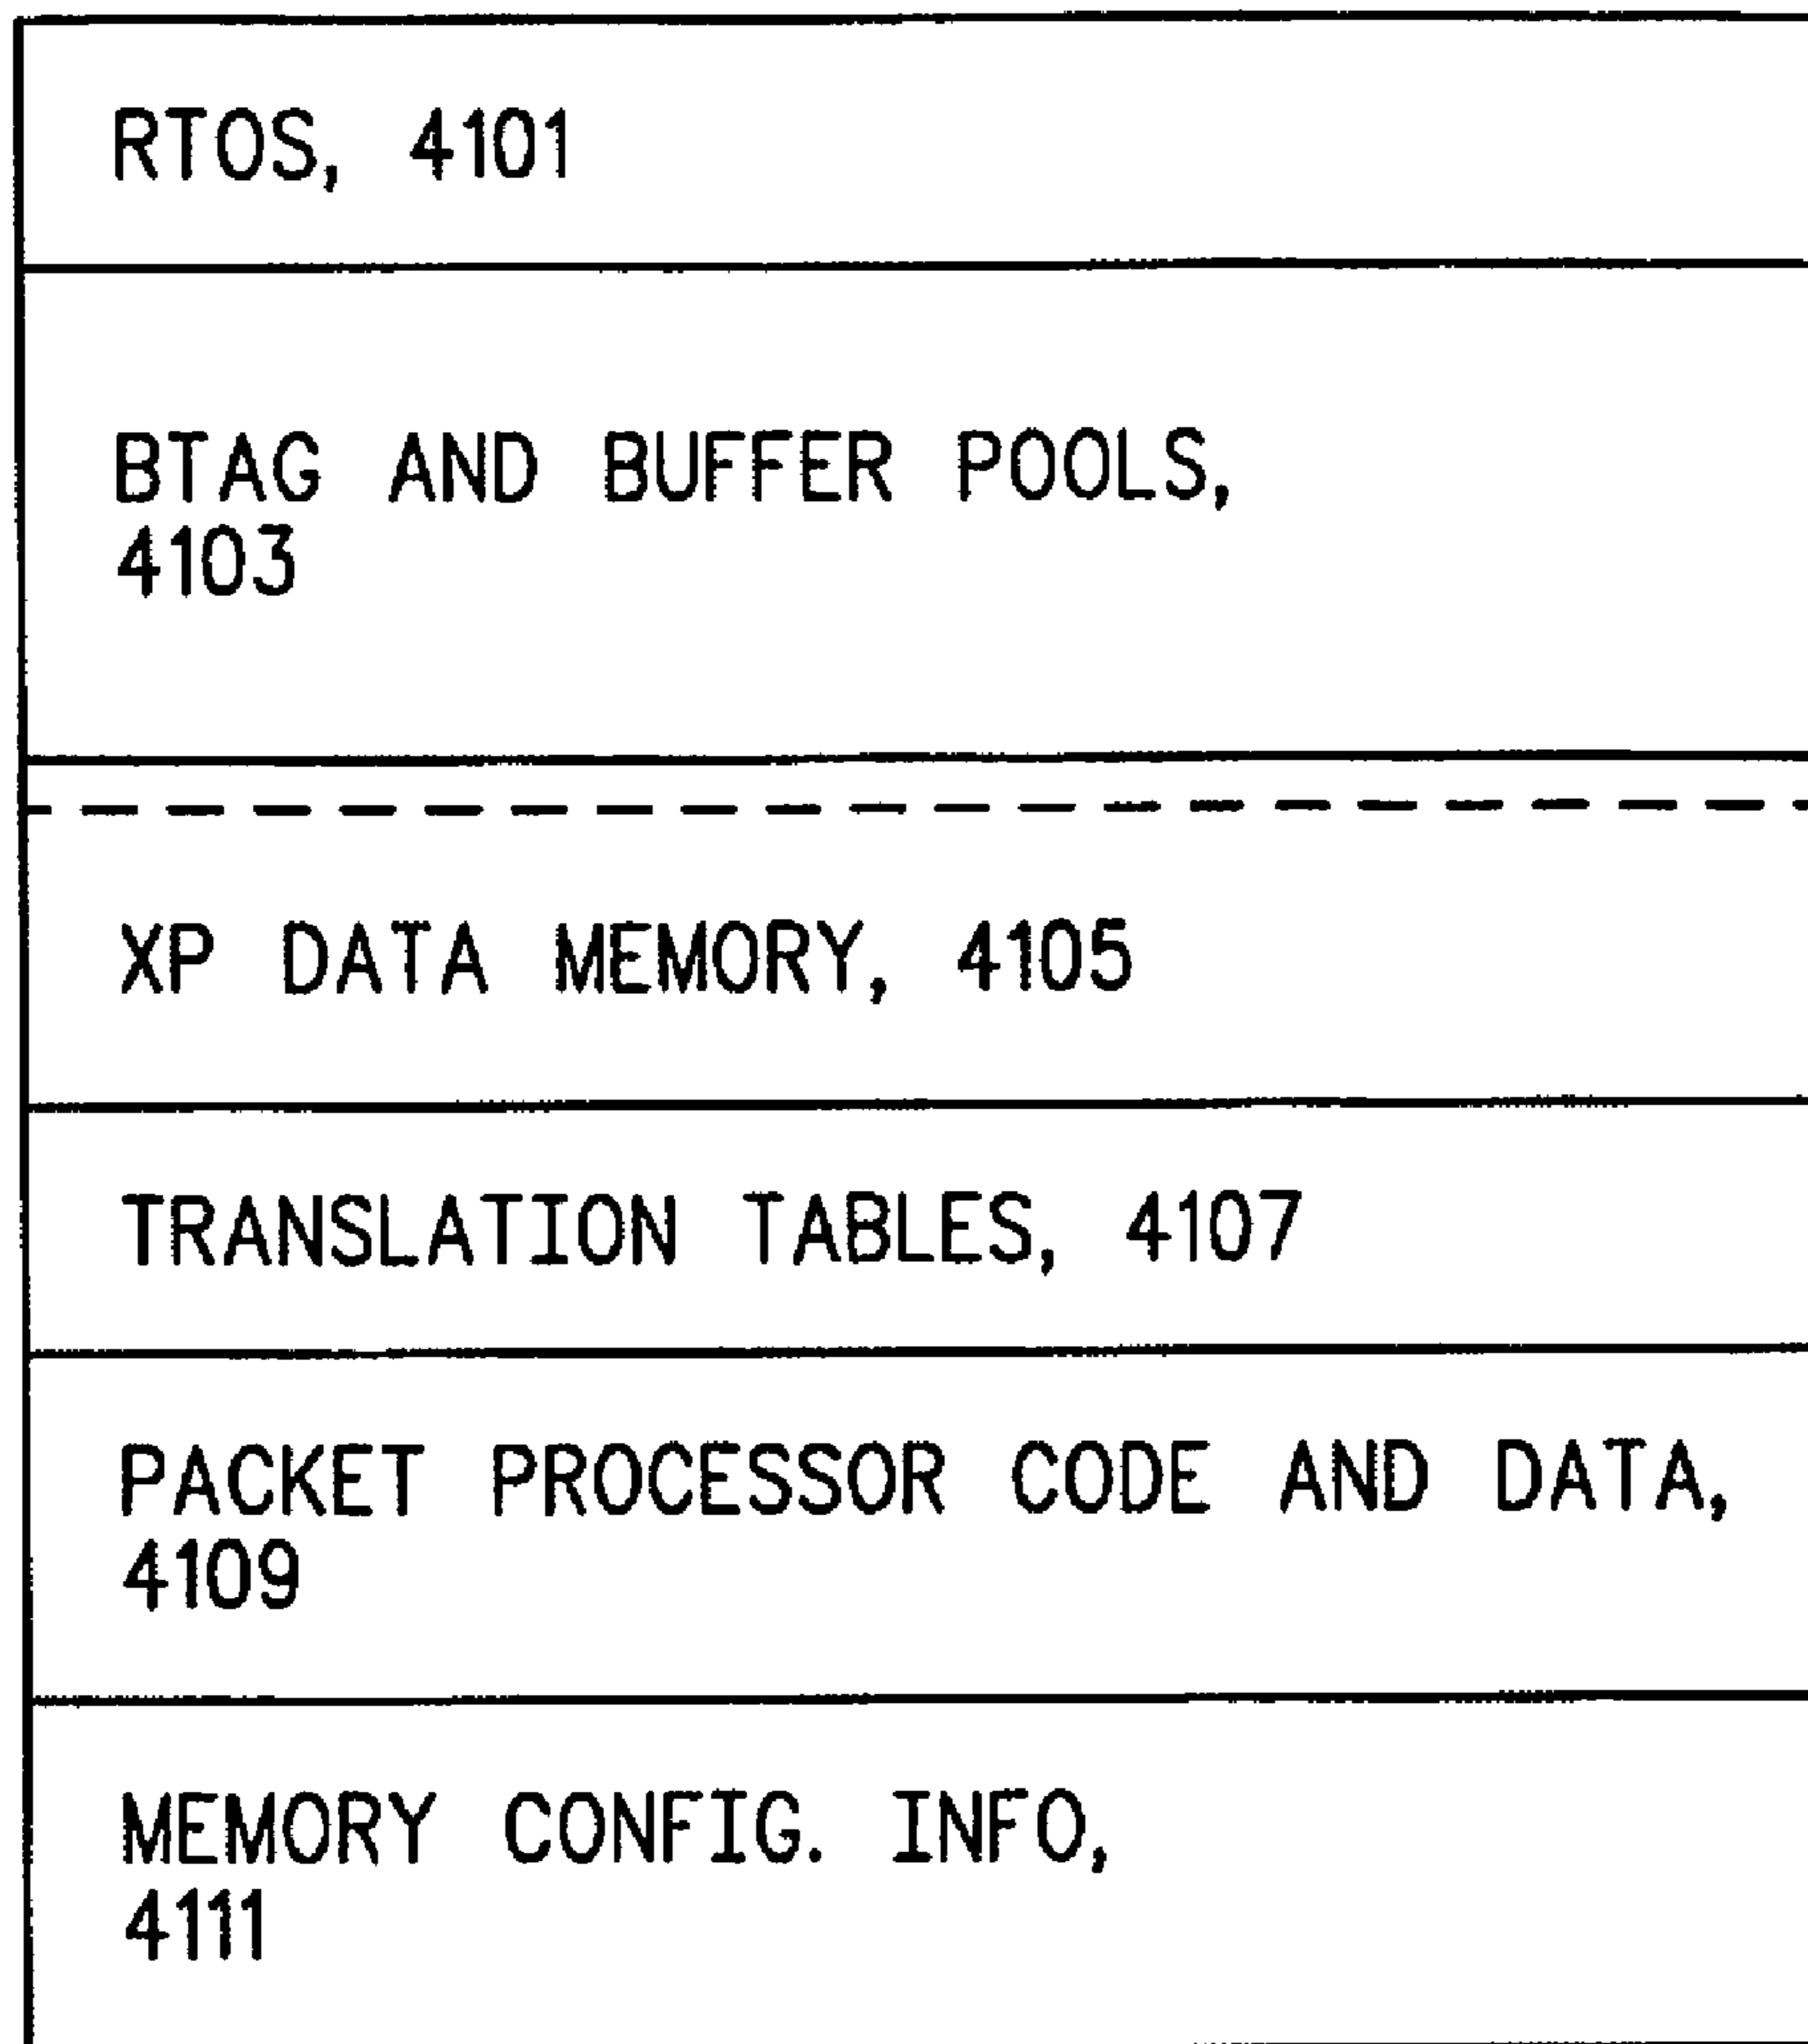 RTOS, 4101
BTAG AND BUFFER POOLS,
4103
XP DATA MEMORY, 4105
TRANSLATION TABLES, 4107
PACKET PROCESSOR CODE AND DATA,
4109
MEMORY CONFIG. INFO,
4111